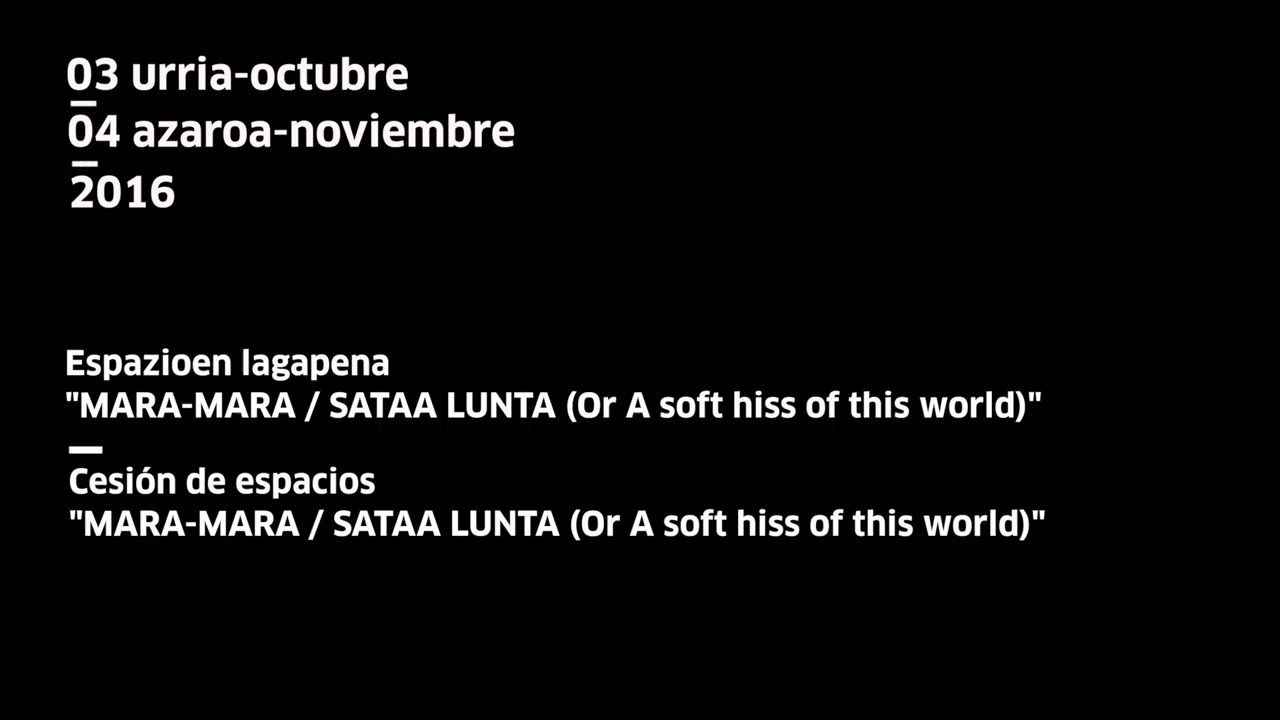 03 urria-octubre
04 azaroa-noviembre
2016
Espazioen lagapena
"MARA-MARA / SATAA LUNTA (Or A soft hiss of this world)"
Cesión de espacios
"MARA-MARA / SATAA LUNTA (Or A soft hiss of this world)"